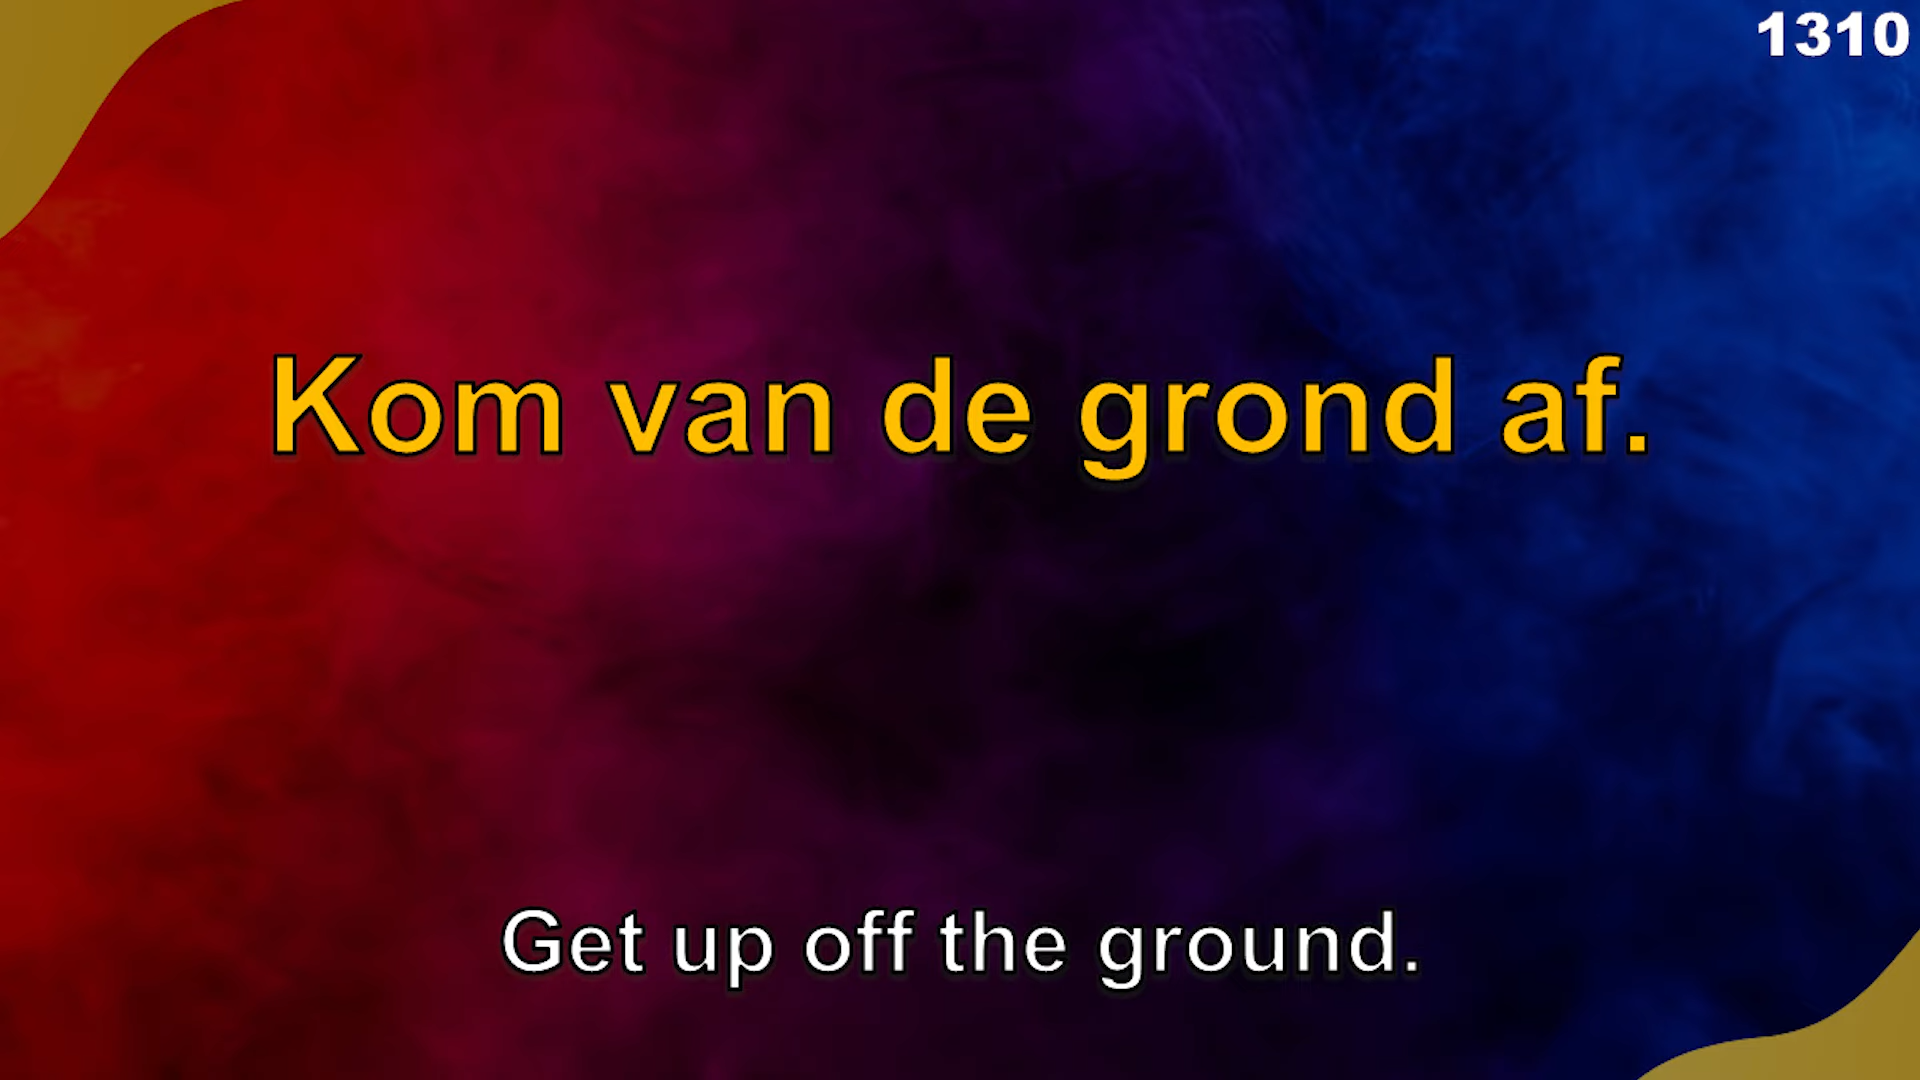 1310
Kom van de grond af.
Get up off the ground.